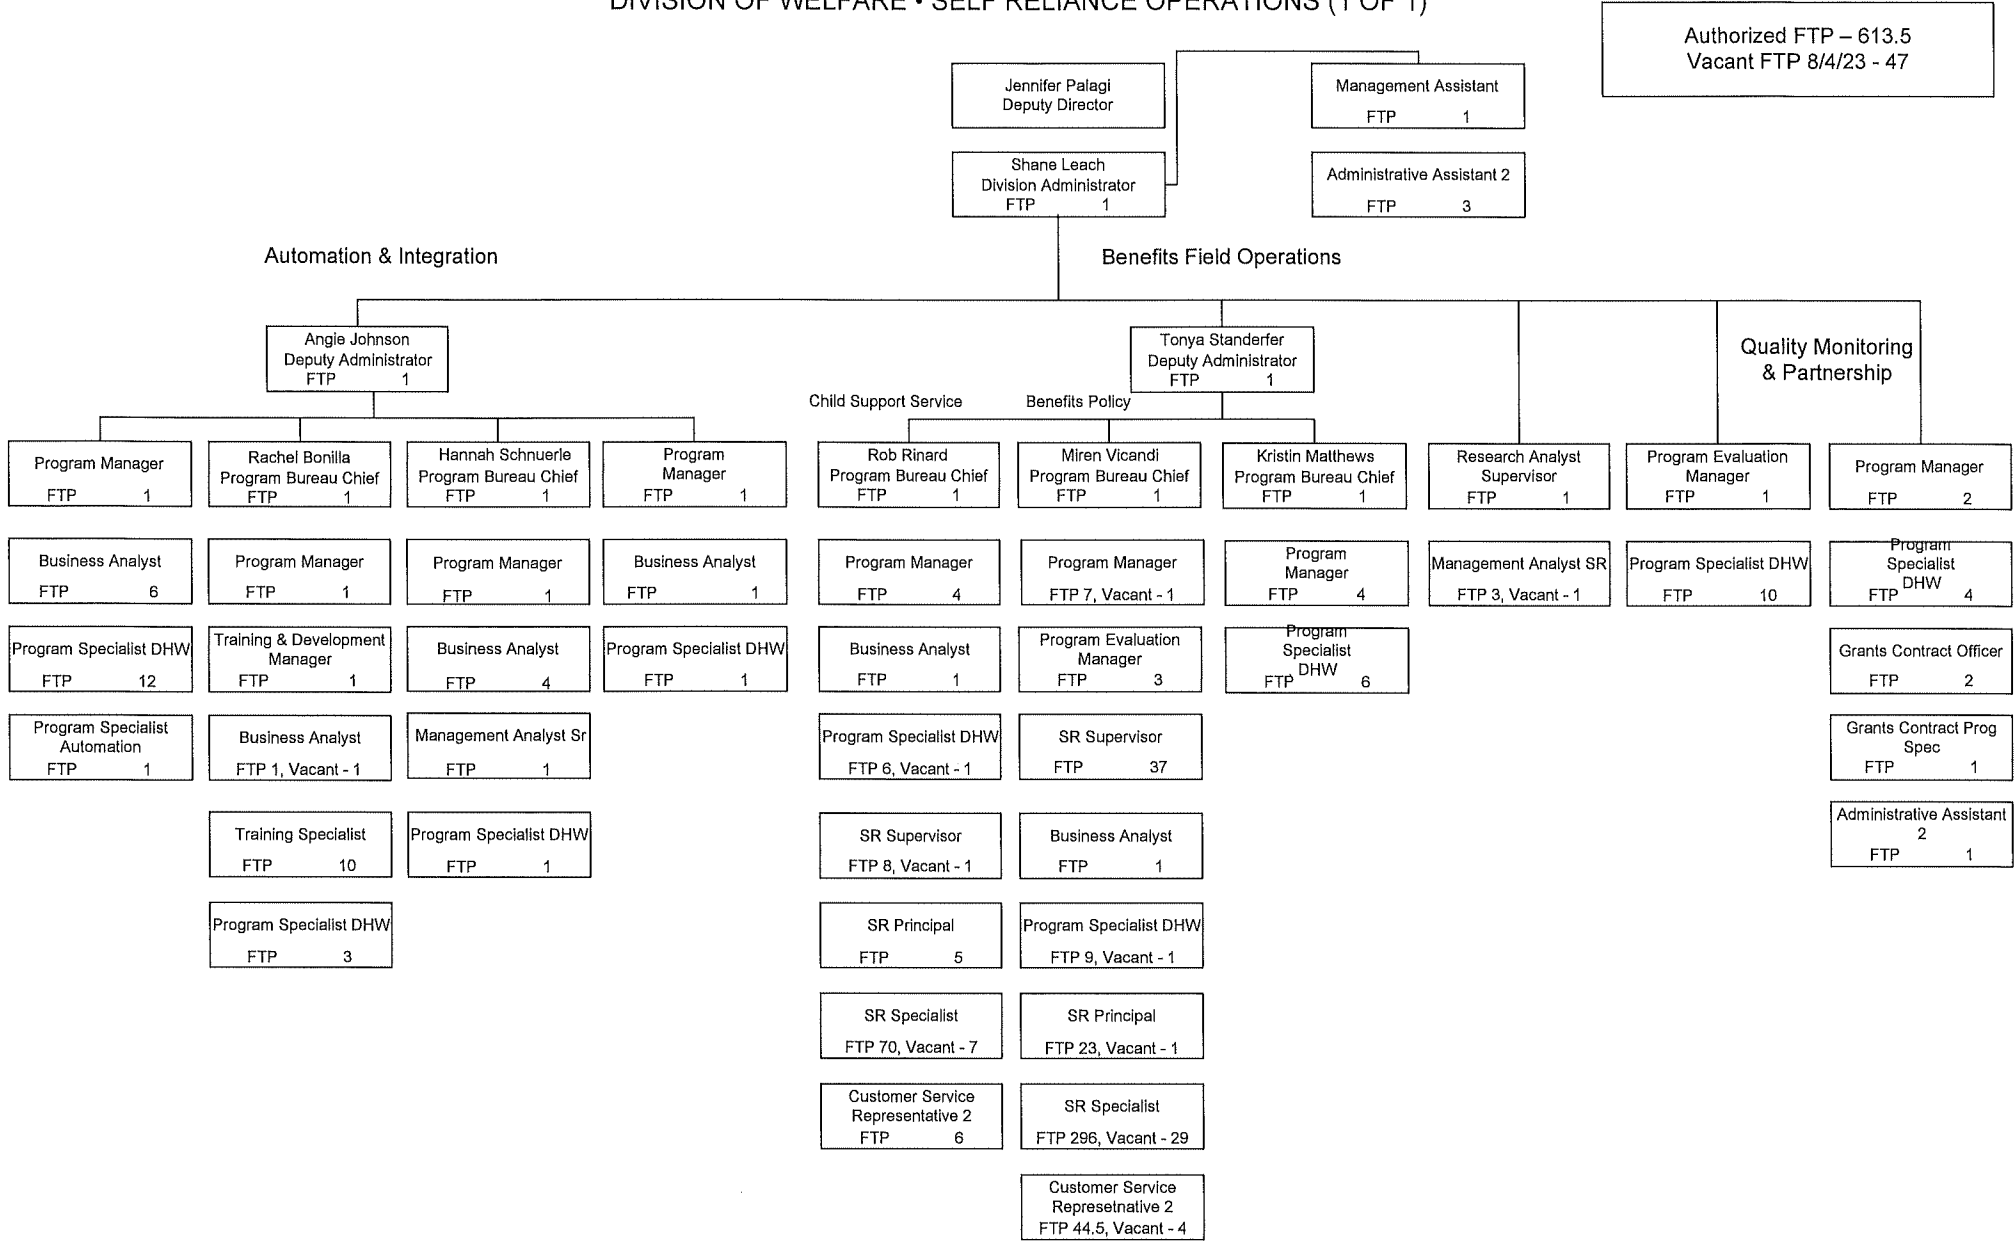 DIVISION OF WELFARE • SELF RELIANCE OPERATIONS (1 OF 1)
Authorized FTP – 613.5
Vacant FTP 8/4/23 - 47
Jennifer Palagi
Deputy Director
Management Assistant
FTP 1
Shane Leach
Division Administrator
FTP 1
Administrative Assistant 2
FTP 3
Automation & Integration
Benefits Field Operations
Angie Johnson
Deputy Administrator
FTP 1
Tonya Standerfer
Deputy Administrator
FTP 1
Quality Monitoring
& Partnership
Child Support Service
Benefits Policy
Program Manager
FTP 1
Rachel Bonilla
Program Bureau Chief
FTP 1
Hannah Schnuerle
Program Bureau Chief
FTP 1
Program
Manager
FTP 1
Rob Rinard
Program Bureau Chief
FTP 1
Miren Vicandi
Program Bureau Chief
FTP 1
Kristin Matthews
Program Bureau Chief
FTP 1
Research Analyst
Supervisor
FTP 1
Program Evaluation
Manager
FTP 1
Program Manager
FTP 2
Business Analyst
FTP 6
Program Manager
FTP 1
Program Manager
FTP 1
Business Analyst
FTP 1
Program Manager
FTP 4
Program Manager
FTP 7, Vacant - 1
Program
Manager
FTP 4
Management Analyst SR
FTP 3, Vacant - 1
Program Specialist DHW
FTP 10
Program
Specialist
DHW
FTP 4
Program Specialist DHW
FTP 12
Training & Development
Manager
FTP 1
Business Analyst
FTP 4
Program Specialist DHW
FTP 1
Business Analyst
FTP 1
Program Evaluation
Manager
FTP 3
Program
Specialist
DHW
FTP 6
Grants Contract Officer
FTP 2
Program Specialist
Automation
FTP 1
Business Analyst
FTP 1, Vacant - 1
Management Analyst Sr
FTP 1
Program Specialist DHW
FTP 6, Vacant - 1
SR Supervisor
FTP 37
Grants Contract Prog
Spec
FTP 1
Training Specialist
FTP 10
Program Specialist DHW
FTP 1
SR Supervisor
FTP 8, Vacant - 1
Business Analyst
FTP 1
Administrative Assistant
2
FTP 1
Program Specialist DHW
FTP 3
SR Principal
FTP 5
Program Specialist DHW
FTP 9, Vacant - 1
SR Specialist
FTP 70, Vacant - 7
SR Principal
FTP 23, Vacant - 1
Customer Service
Representative 2
FTP 6
SR Specialist
FTP 296, Vacant - 29
Customer Service
Represetnative 2
FTP 44.5, Vacant - 4